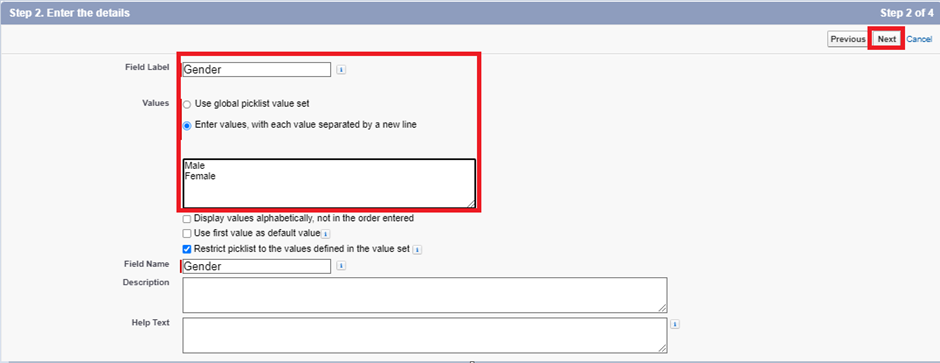 Step 2. Enter the details Step 2 of 4
Previous Next Cancel
Field Label Gender i
Values Use global picklist value set
Enter values, with each value separated by a new line
Male
Female
Display values alphabetically, not in the order entered
Use first value as default value i
Restrict picklist to the values defined in the value set i
Field Name Gender i
Description
Help Text i